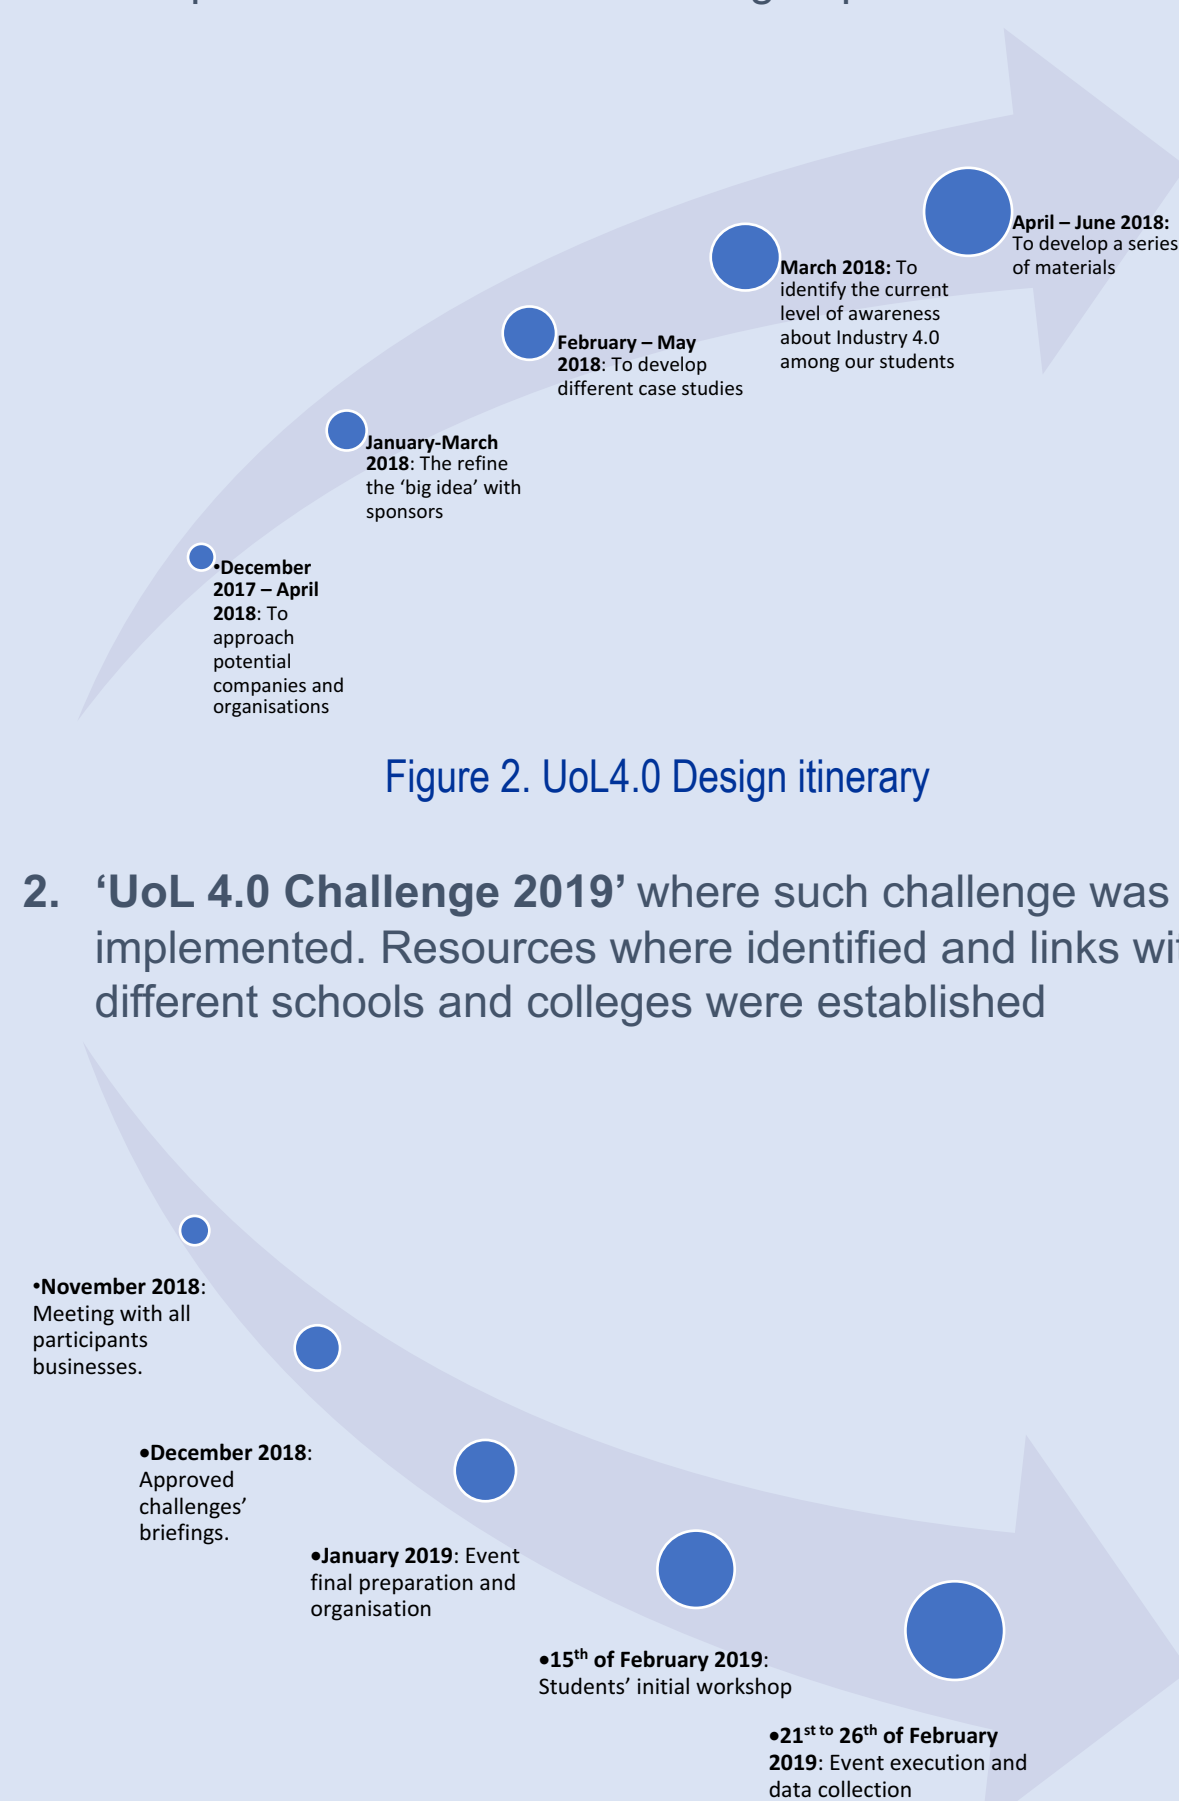 April – June 2018:
To develop a series
of materials
March 2018: To
identify the current
level of awareness
about Industry 4.0
among our students
February – May
2018: To develop
different case studies
January-March
2018: The refine
the ‘big idea’ with
sponsors
•December
2017 – April
2018: To
approach
potential
companies and
organisations
Figure 2. UoL4.0 Design itinerary
2. ‘UoL 4.0 Challenge 2019’ where such challenge was
implemented. Resources where identified and links
different schools and colleges were established
•November 2018:
Meeting with all
participants
businesses.
•December 2018:
Approved
challenges’
briefings.
•January 2019: Event
final preparation and
organisation
•15th of February 2019:
Students’ initial workshop
•21st to 26th of February
2019: Event execution and
data collection